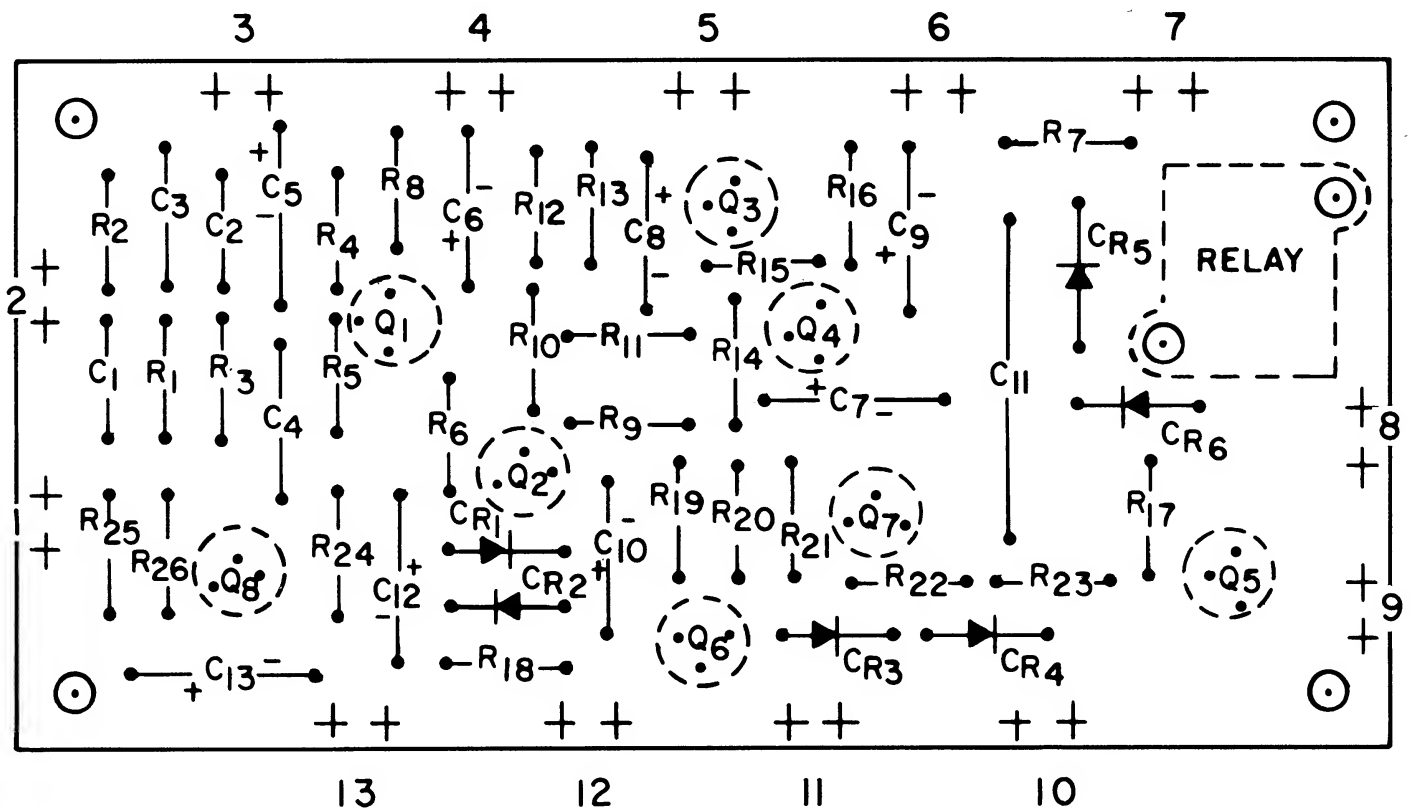 3 4 5 6 7
+ + + + + + + + + +
R7
C3 + C5 R8 R13 R16
R2 C2 - R4 C6 - + R12 C8 + - Q3 C9 - +
CR5 RELAY
R15
2 + +
Q1 R10 R11 R14 Q4
C1 R1 R3 R5 C11
+ C7 -
C4 R6 R9
CR6 + 8 +
Q2
R19 R20 R17
R25 CR1 C10 - + R21 Q7
1 + +
R26 Q8 R24 C12 + - CR2 R22 R23 Q5
+ 9 +
Q6
+ C13 - R18 CR3 CR4
+ + + + + + + +
13 12 11 10